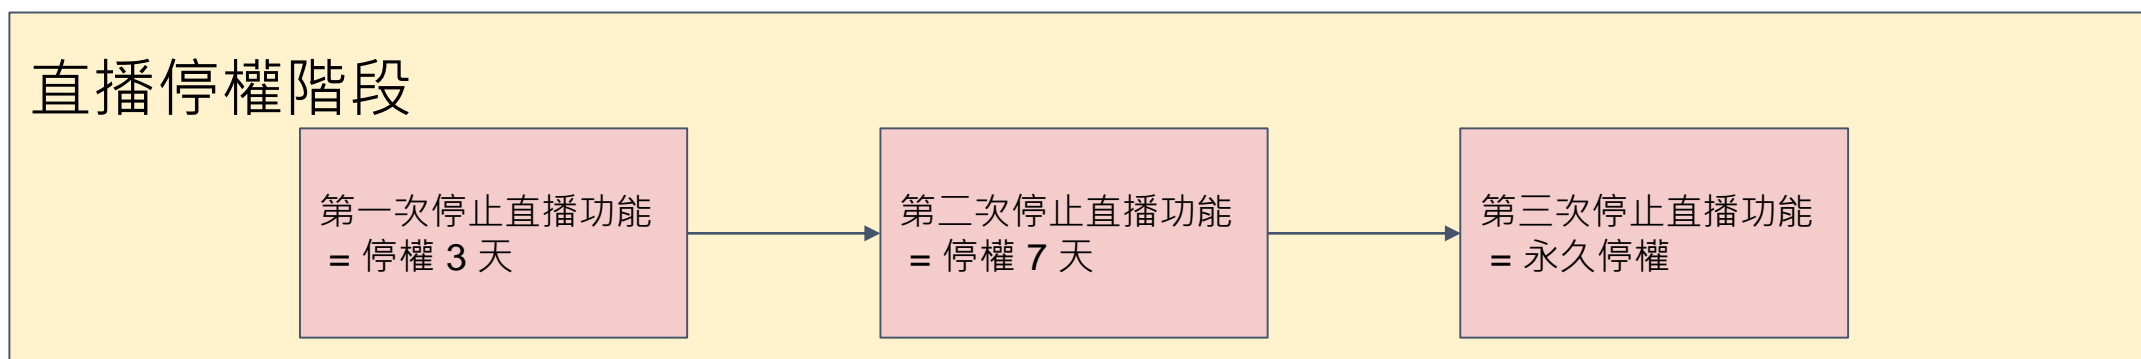 直播停權階段
第一次停止直播功能
= 停權 3 天
第二次停止直播功能
= 停權 7 天
第三次停止直播功能
= 永久停權